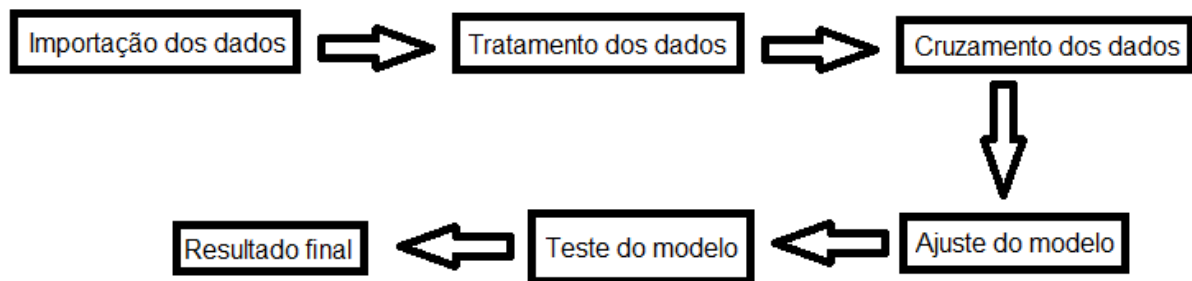 Importação dos dados
Tratamento dos dados
Cruzamento dos dados
Ajuste do modelo
Teste do modelo
Resultado final